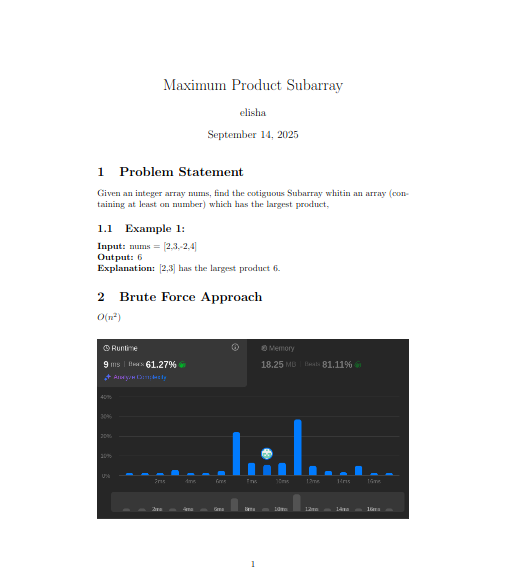 Maximum Product Subarray
elisha
September 14, 2025
1 Problem Statement
Given an integer array nums, find the cotiguous Subarray whitin an array (con-
taining at least on number) which has the largest product,
1.1 Example 1:
Input: nums = [2,3,-2,4]
Output: 6
Explanation: [2,3] has the largest product 6.
2 Brute Force Approach
O(n²)
Runtime
Memory
9 ms | Beats 61.27%
18.25 MB | Beats 81.11%
Analyze Complexity
40%
30%
20%
10%
0%
2ms 4ms 6ms 8ms 10ms 12ms 14ms 16ms
2ms 4ms 6ms 8ms 10ms 12ms 14ms 16ms
1